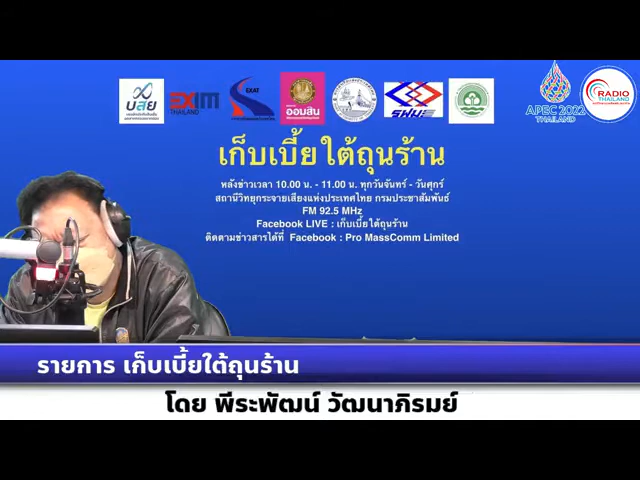 บสย
EXIM
THAILAND
EXAT
ออมสิน
รฟม
APEC 2022
THAILAND
RADIO
THAILAND
เก็บเบี้ยใต้ถุนร้าน
หลังข่าวเวลา 10.00 น. - 11.00 น. ทุกวันจันทร์ - วันศุกร์
สถานีวิทยุกระจายเสียงแห่งประเทศไทย กรมประชาสัมพันธ์
FM 92.5 MHz
Facebook LIVE : เก็บเบี้ยใต้ถุนร้าน
ติดตามข่าวสารได้ที่ Facebook : Pro MassComm Limited
รายการ เก็บเบี้ยใต้ถุนร้าน
โดย พีระพัฒน์ วัฒนาภิรมย์